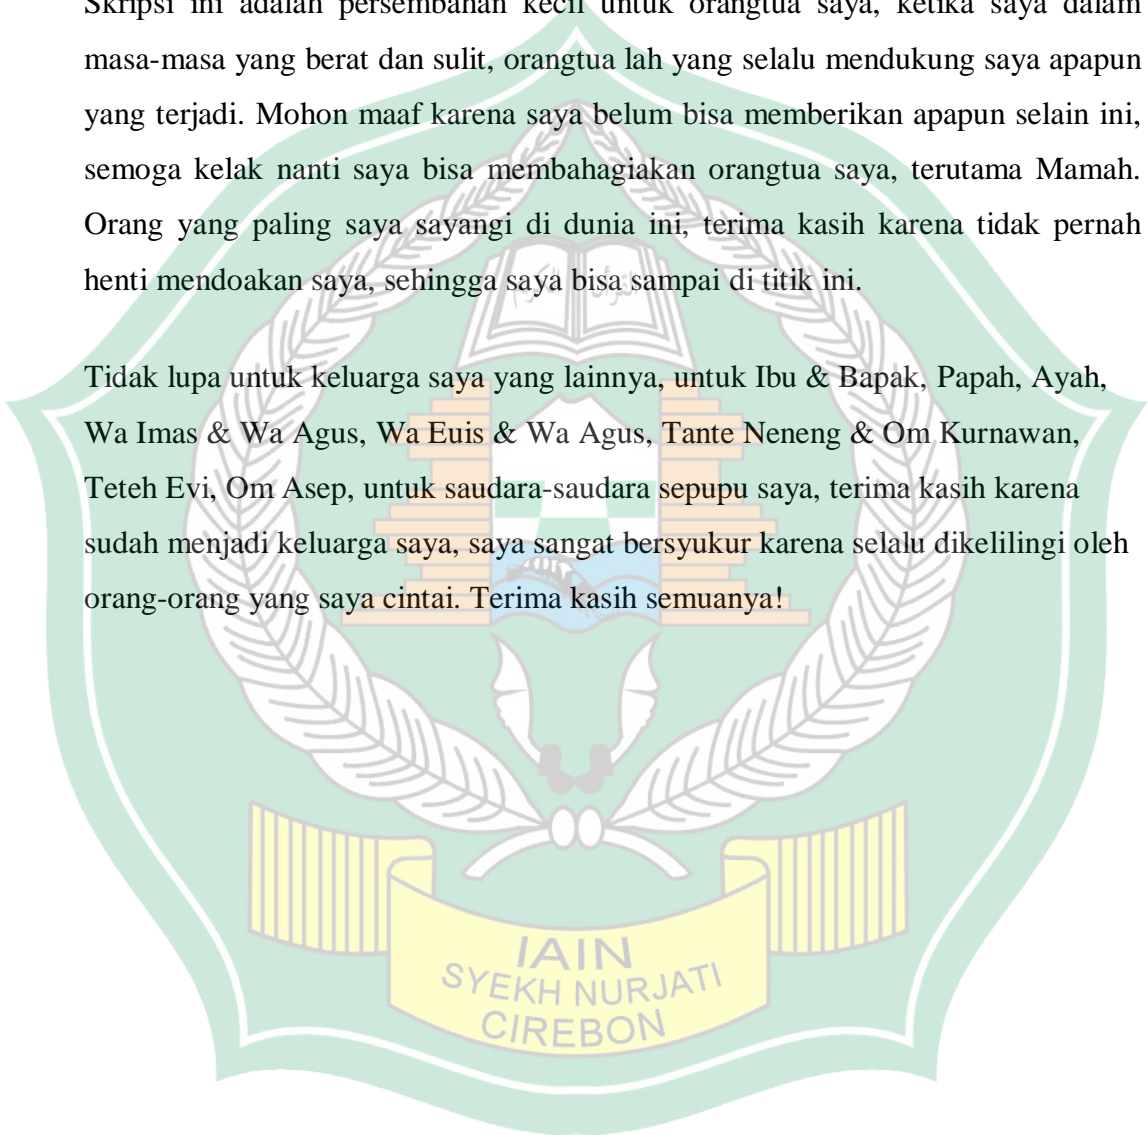 Skripsi ini adalah persembahan kecil untuk orangtua saya, ketika saya dalam
masa-masa yang berat dan sulit, orangtua lah yang selalu mendukung saya apapun
yang terjadi. Mohon maaf karena saya belum bisa memberikan apapun selain ini,
semoga kelak nanti saya bisa membahagiakan orangtua saya, terutama Mamah.
Orang yang paling saya sayangi di dunia ini, terima kasih karena tidak pernah
henti mendoakan saya, sehingga saya bisa sampai di titik ini.
Tidak lupa untuk keluarga saya yang lainnya, untuk Ibu & Bapak, Papah, Ayah,
Wa Imas & Wa Agus, Wa Euis & Wa Agus, Tante Neneng & Om Kurnawan,
Teteh Evi, Om Asep, untuk saudara-saudara sepupu saya, terima kasih karena
sudah menjadi keluarga saya, saya sangat bersyukur karena selalu dikelilingi oleh
orang-orang yang saya cintai. Terima kasih semuanya!
IAIN
SYEKH NURJATI
CIREBON